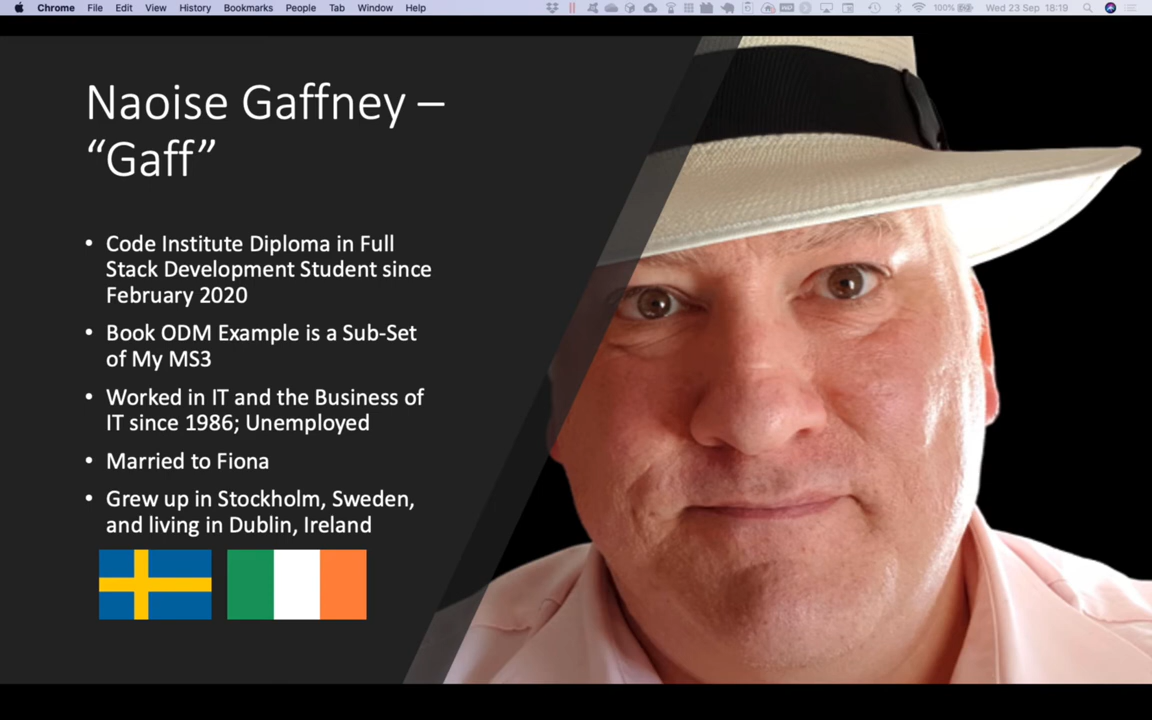 Chrome File Edit View History Bookmarks People Tab Window Help 100% Wed 23 Sep 18:19
Naoise Gaffney –
“Gaff”
• Code Institute Diploma in Full
Stack Development Student since
February 2020
• Book ODM Example is a Sub-Set
of My MS3
• Worked in IT and the Business of
IT since 1986; Unemployed
• Married to Fiona
• Grew up in Stockholm, Sweden,
and living in Dublin, Ireland